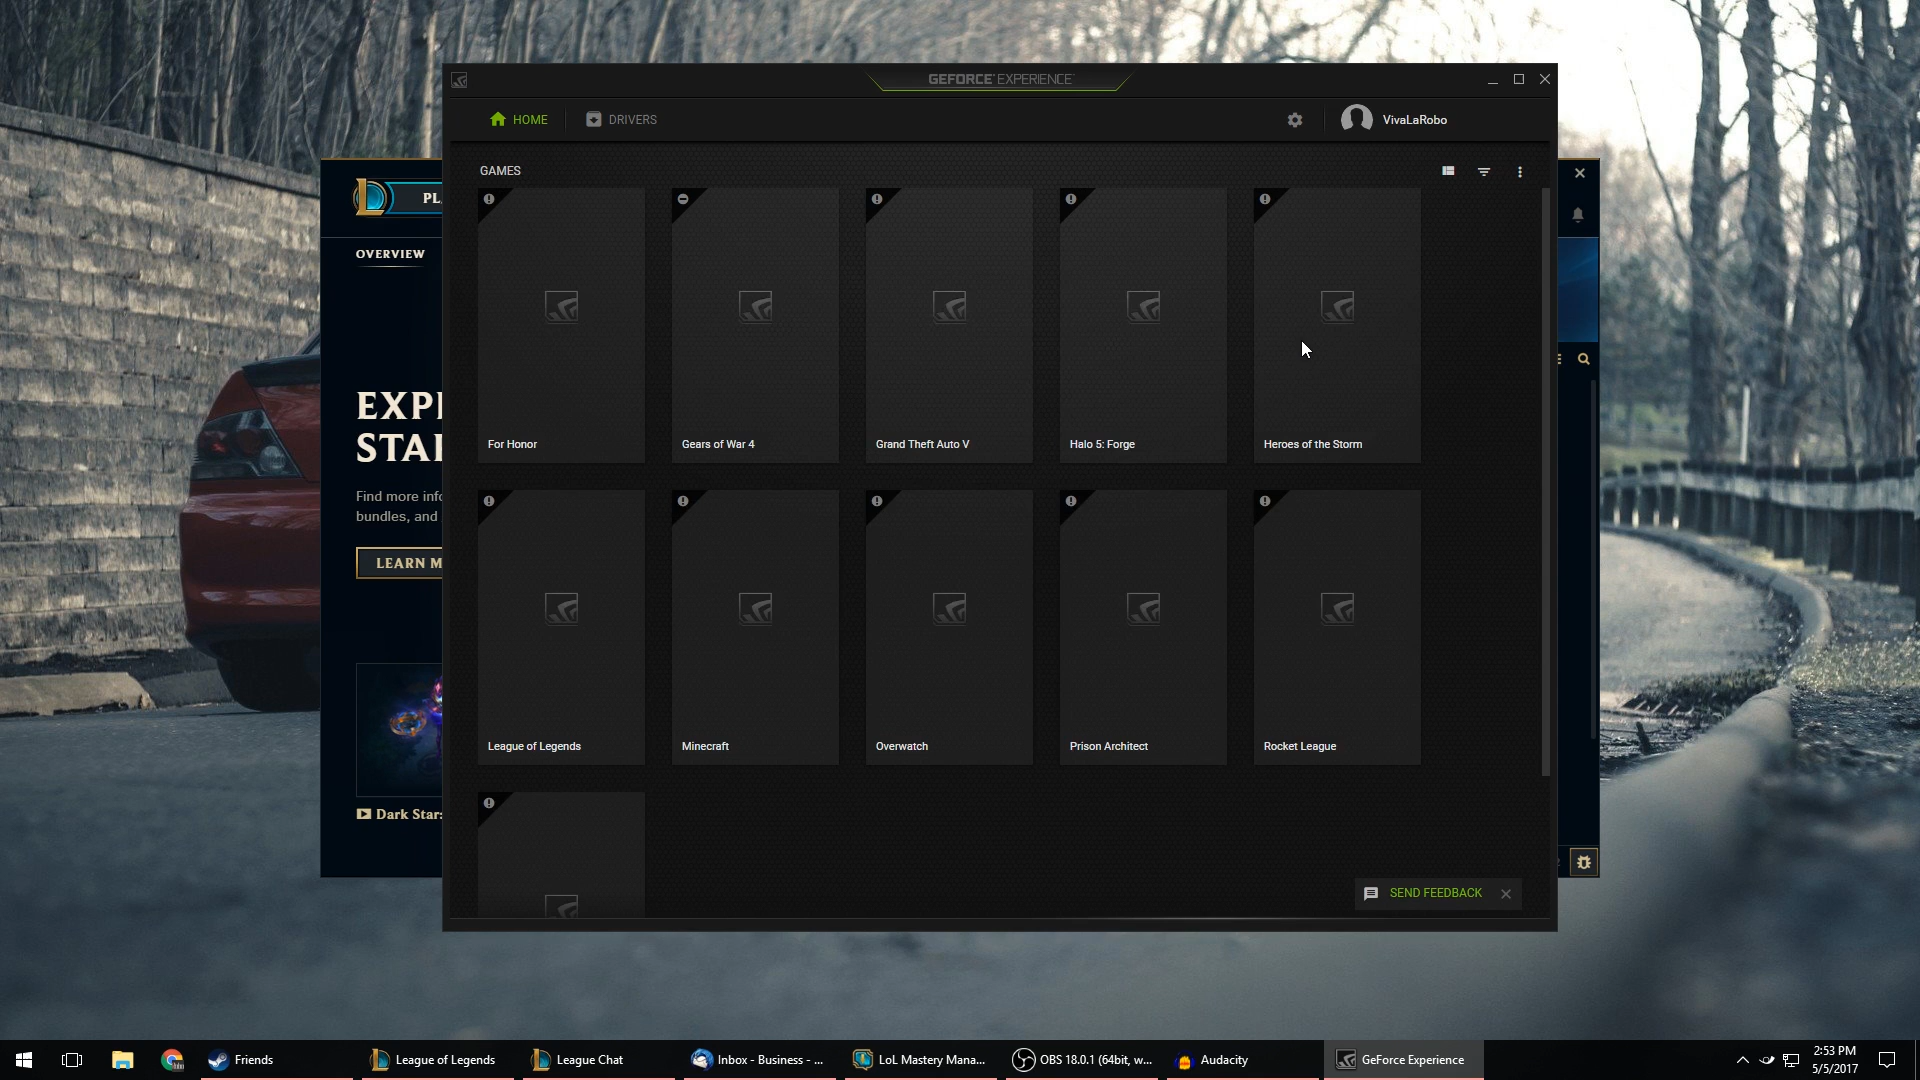 GEFORCE EXPERIENCE
HOME
DRIVERS
VivaLaRobo
GAMES
For Honor
Gears of War 4
Grand Theft Auto V
Halo 5: Forge
Heroes of the Storm
League of Legends
Minecraft
Overwatch
Prison Architect
Rocket League
SEND FEEDBACK
PL
OVERVIEW
EXP
STA
Find more info
bundles, and
LEARN M
Dark Star:
Friends
League of Legends
League Chat
Inbox - Business - ...
LoL Mastery Mana...
OBS 18.0.1 (64bit, w...
Audacity
GeForce Experience
2:53 PM
5/5/2017